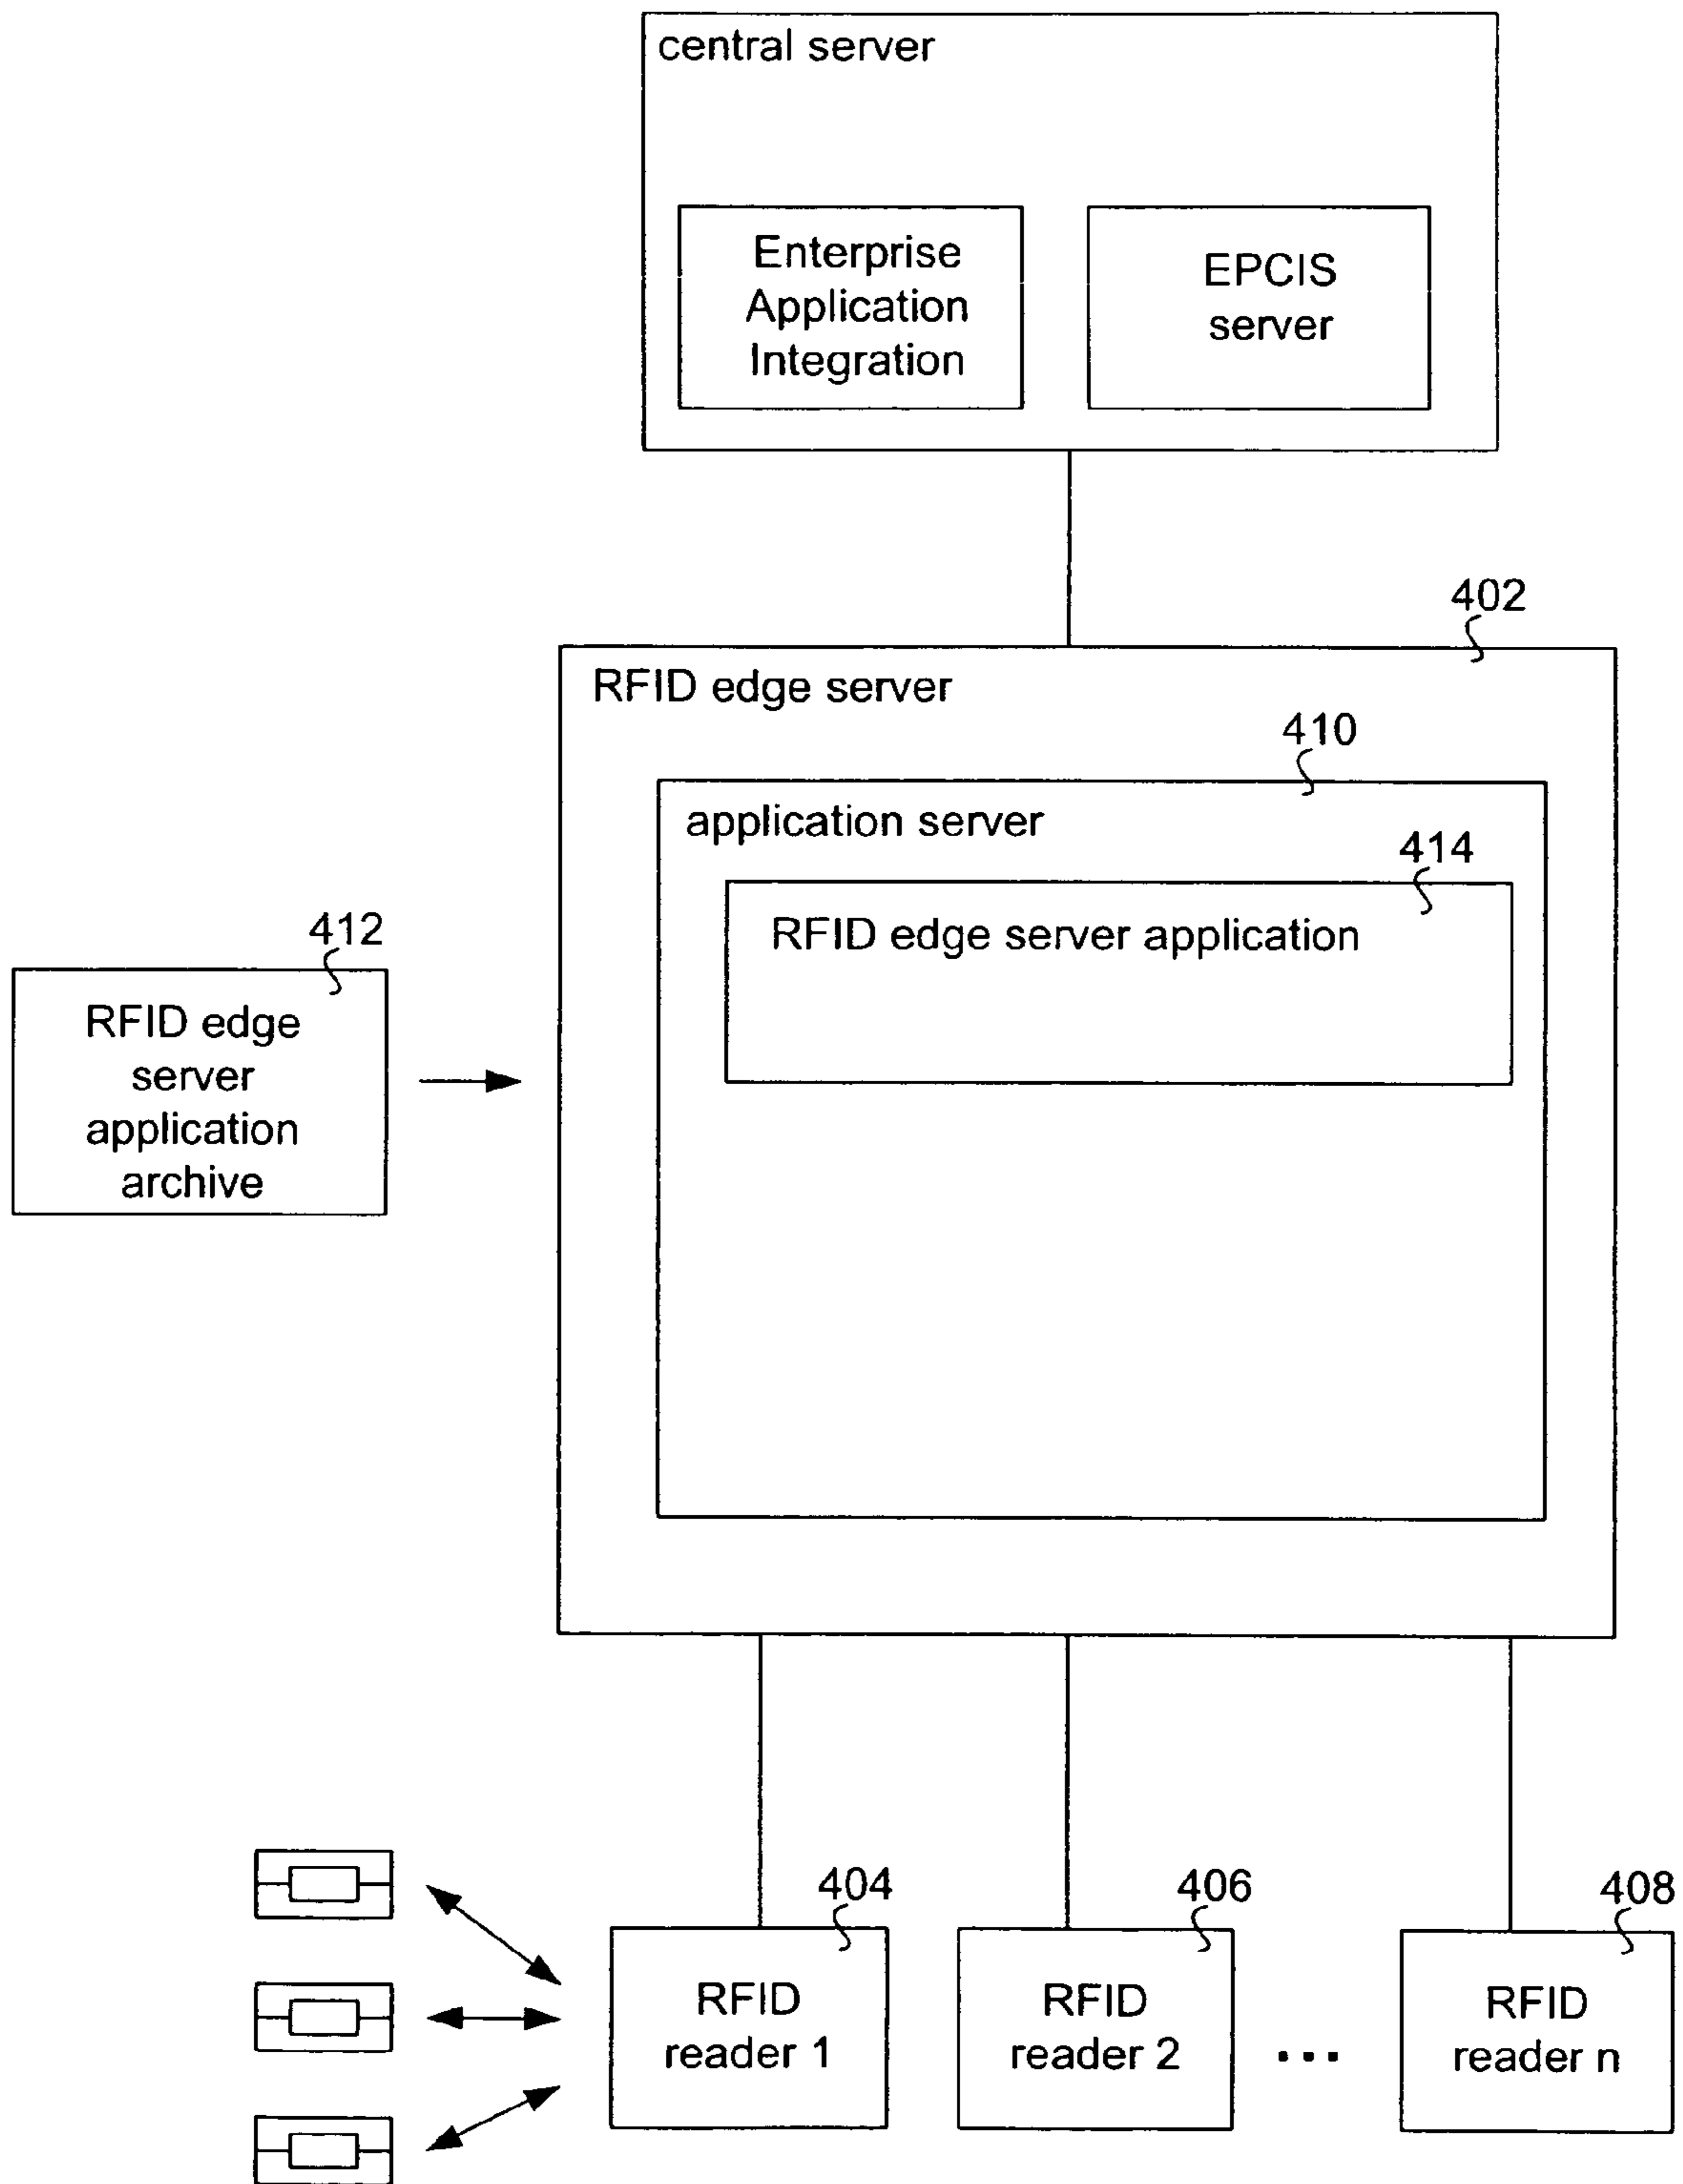 central server
Enterprise
Application
Integration
EPCIS
server
402
RFID edge server
410
application server
414
RFID edge server application
412
RFID edge
server
application
archive
404
406
408
RFID
reader 1
RFID
reader 2
...
RFID
reader n